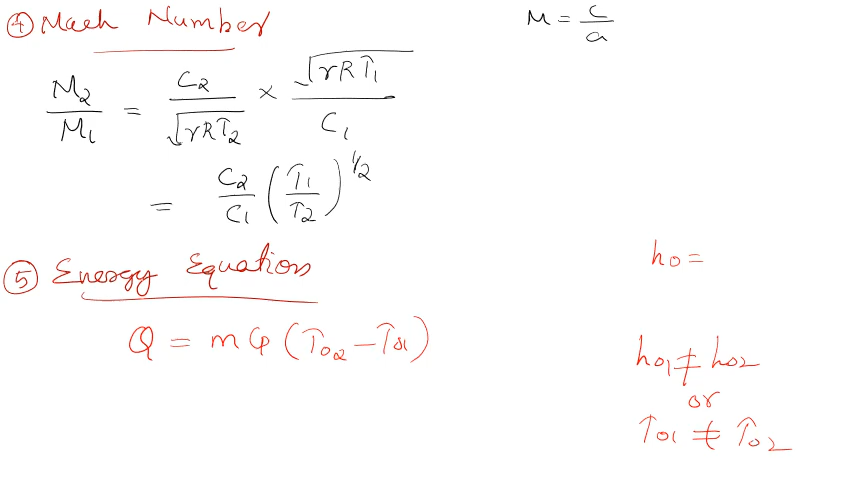 ④ Mach Number
M = C/a
M₂/M₁ = C₂/√(γRT₂) × √(γRT₁)/C₁
= C₂/C₁ (T₁/T₂)^1/2
h₀ =
⑤ Energy Equation
Q = m Cp (T₀₂ − T₀₁)
h₀₁ ≠ h₀₂
or
T₀₁ ≠ T₀₂